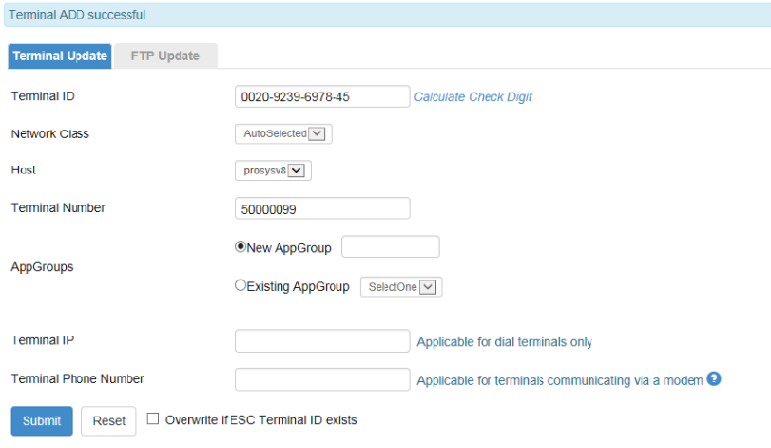 Terminal ADD successful
Terminal Update FTP Update
Terminal ID 0020-9239-6978-45 Calculate Check Digit
Network Class AutoSelected
Host prosysv8
Terminal Number 50000099
New AppGroup
AppGroups
Existing AppGroup SelectOne
Terminal IP Applicable for dial terminals only
Terminal Phone Number Applicable for terminals communicating via a modem ?
Submit Reset Overwrite if ESC Terminal ID exists